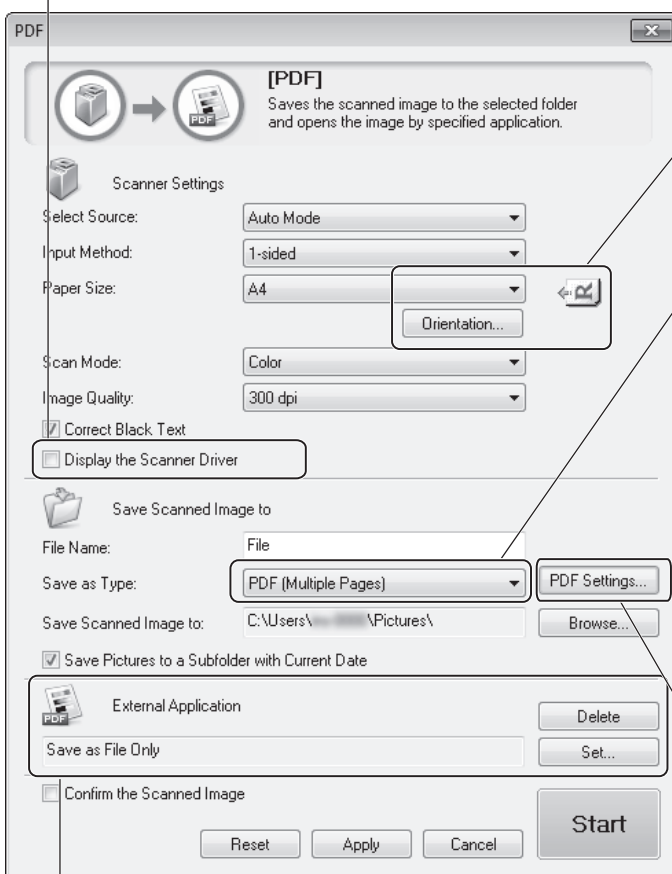 PDF
[PDF]
Saves the scanned image to the selected folder
and opens the image by specified application.
PDF
Scanner Settings
Select Source: Auto Mode
Input Method: 1-sided
Paper Size: A4
R
Orientation...
Scan Mode: Color
Image Quality: 300 dpi
Correct Black Text
Display the Scanner Driver
Save Scanned Image to
File Name: File
Save as Type: PDF (Multiple Pages) PDF Settings...
Save Scanned Image to: C:\Users\ \Pictures\ Browse...
Save Pictures to a Subfolder with Current Date
External Application
PDF
Delete
Save as File Only Set...
Confirm the Scanned Image
Start
Reset Apply Cancel